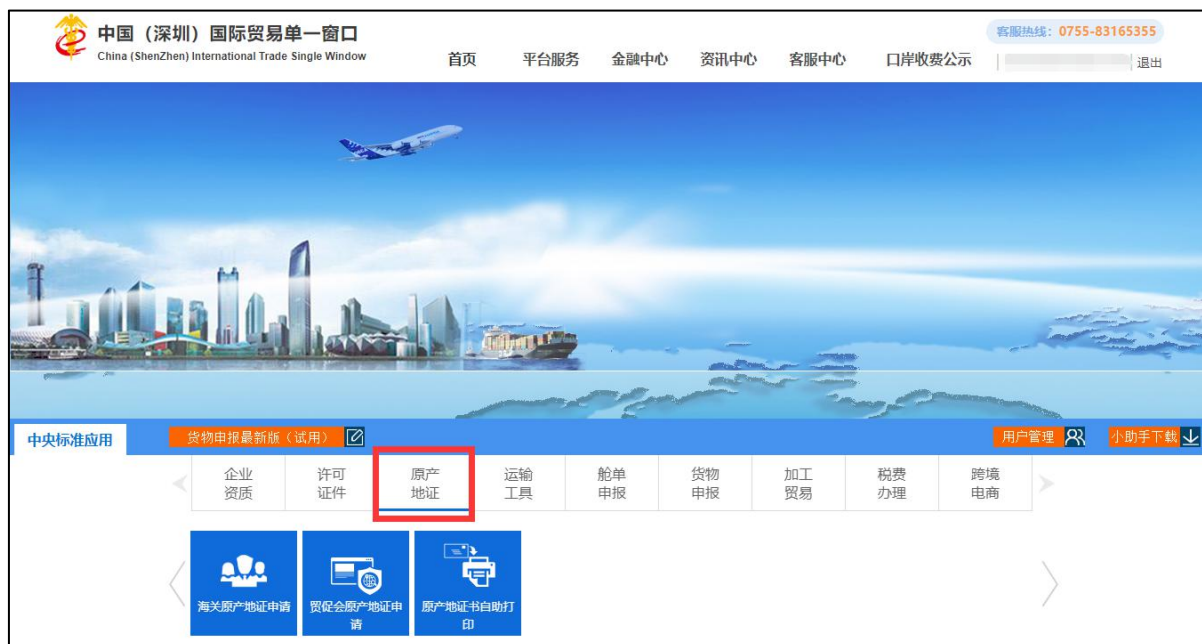 中国（深圳）国际贸易单一窗口
China (ShenZhen) International Trade Single Window
客服热线：0755-83165355
首页 平台服务 金融中心 资讯中心 客服中心 口岸收费公示 退出
中央标准应用 货物申报最新版（试用） 用户管理 小助手下载
企业 许可 原产 运输 舱单 货物 加工 税费 跨境
资质 证件 地证 工具 申报 申报 贸易 办理 电商
海关原产地证申请 贸促会原产地证申 原产地证书自助打
请 印